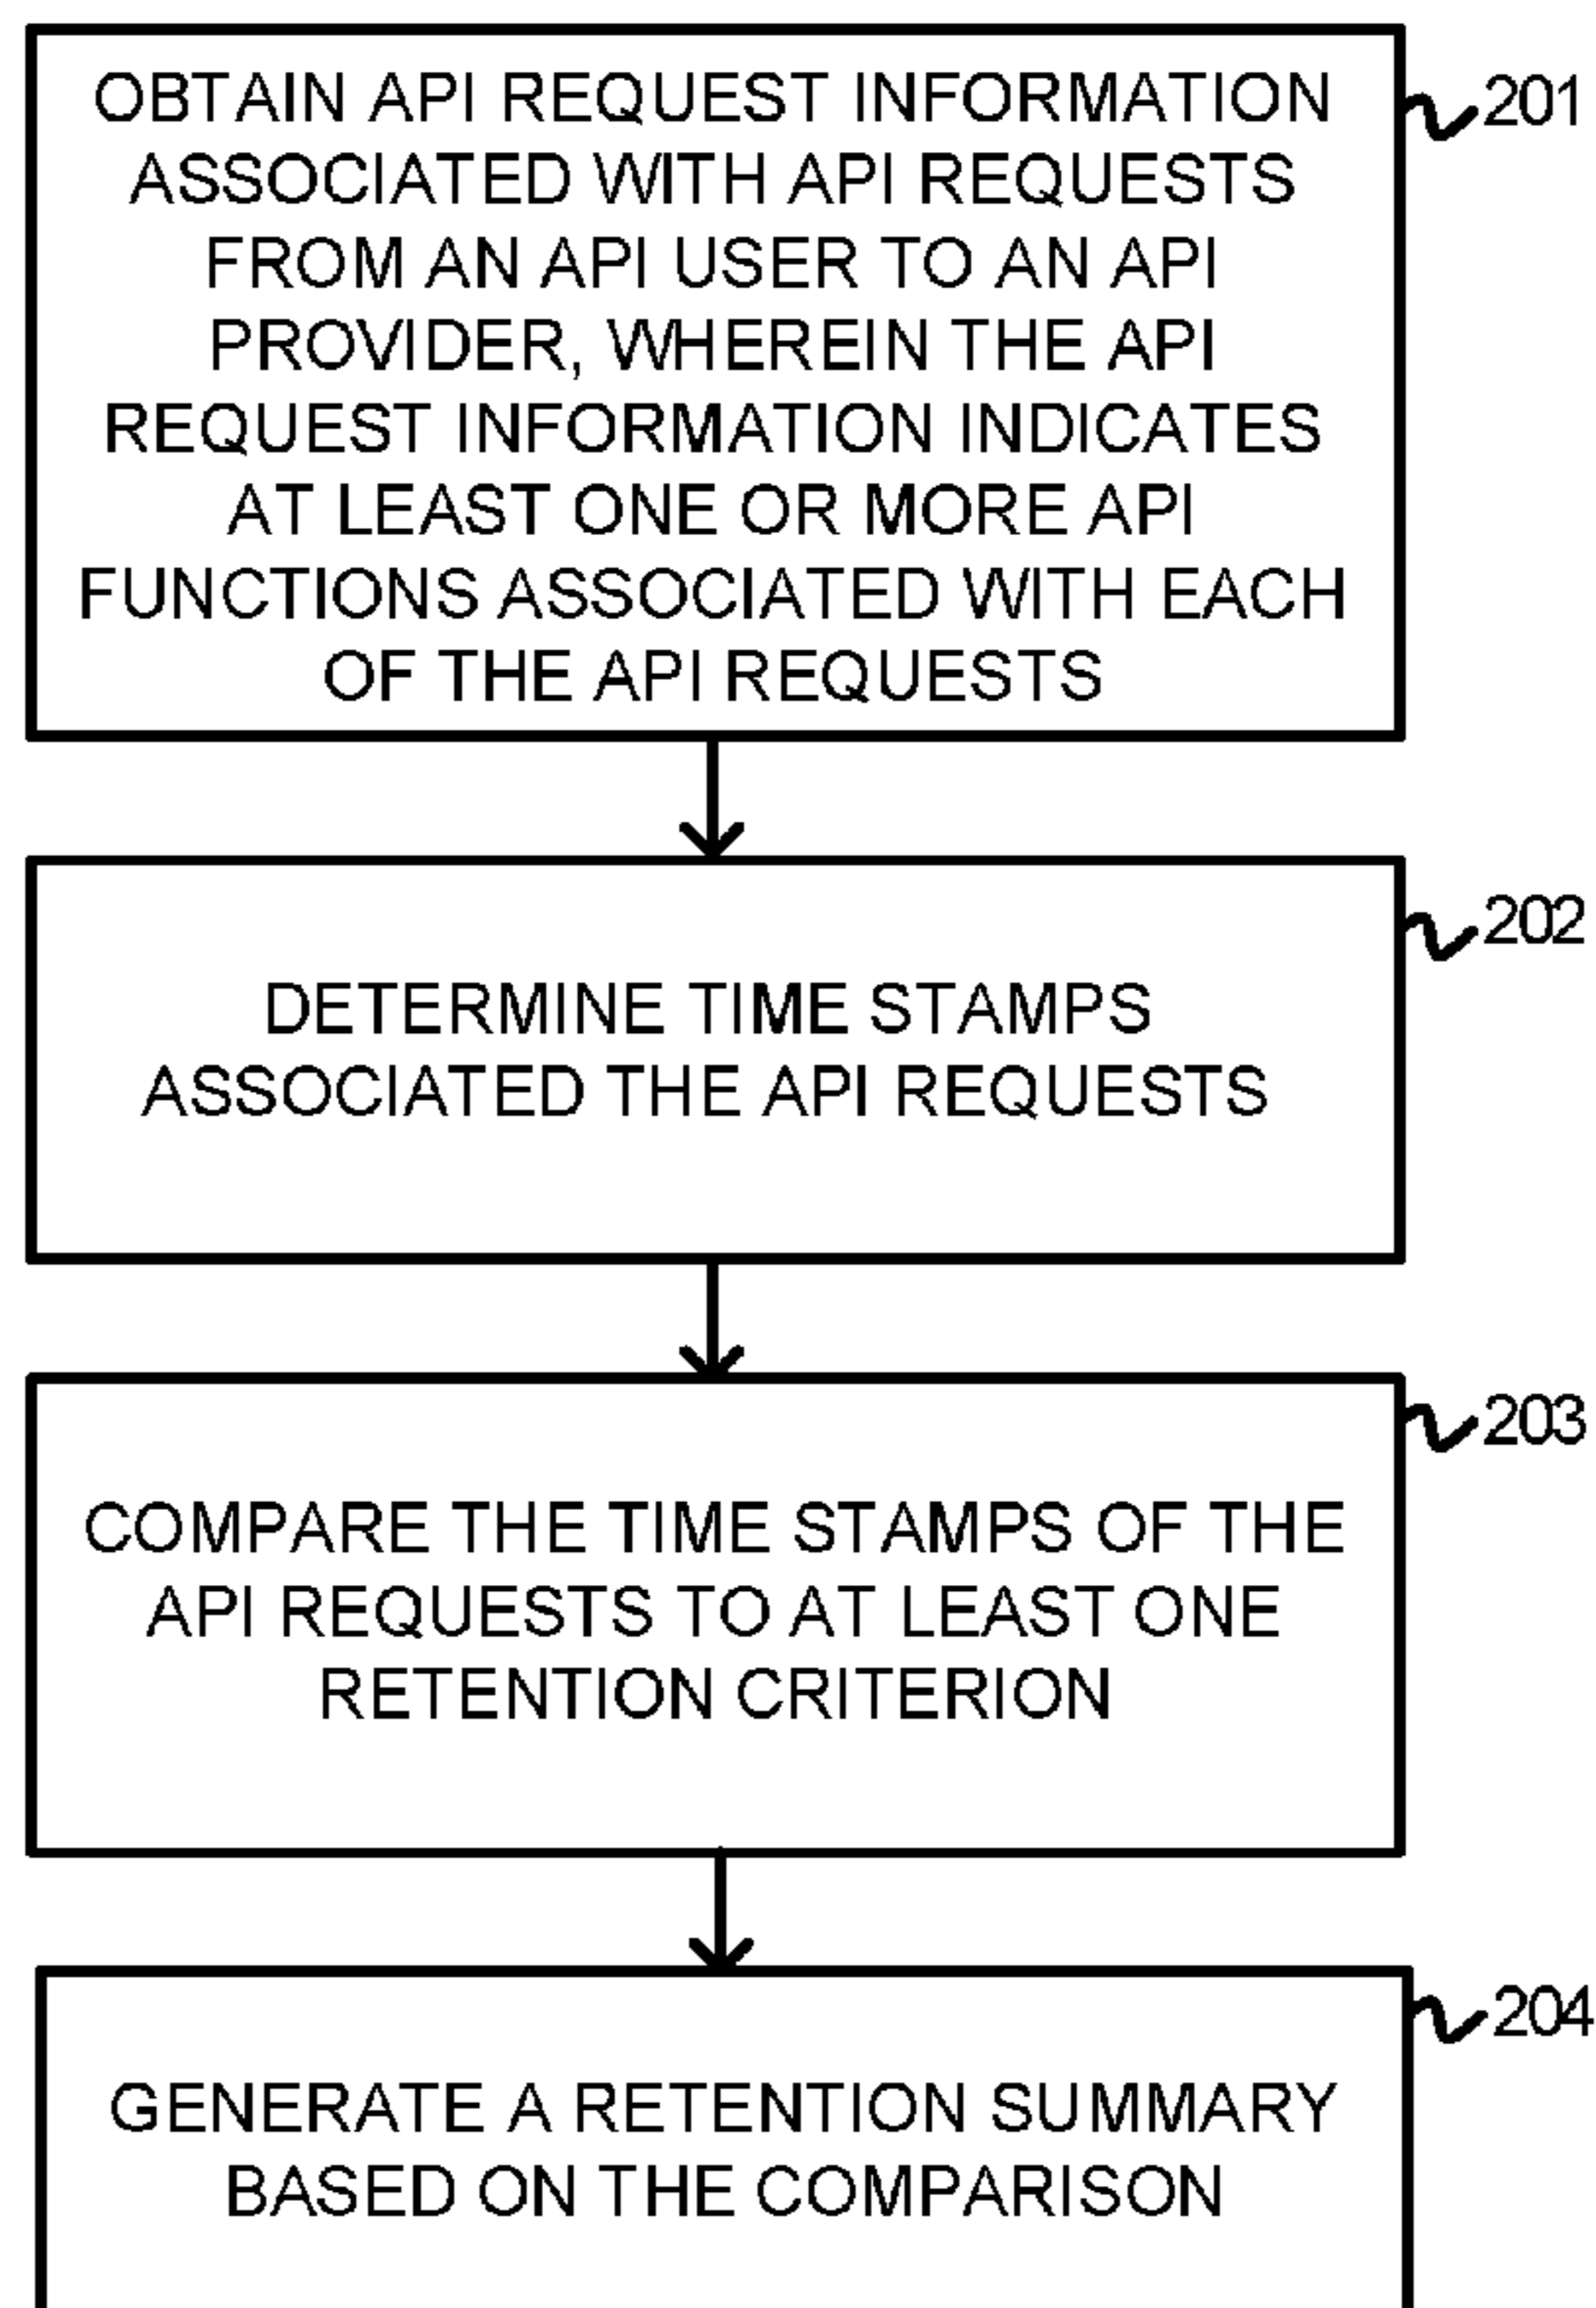 OBTAIN API REQUEST INFORMATION
ASSOCIATED WITH API REQUESTS
FROM AN API USER TO AN API
PROVIDER, WHEREIN THE API
REQUEST INFORMATION INDICATES
AT LEAST ONE OR MORE API
FUNCTIONS ASSOCIATED WITH EACH
OF THE API REQUESTS
201
202
DETERMINE TIME STAMPS
ASSOCIATED THE API REQUESTS
203
COMPARE THE TIME STAMPS OF THE
API REQUESTS TO AT LEAST ONE
RETENTION CRITERION
204
GENERATE A RETENTION SUMMARY
BASED ON THE COMPARISON